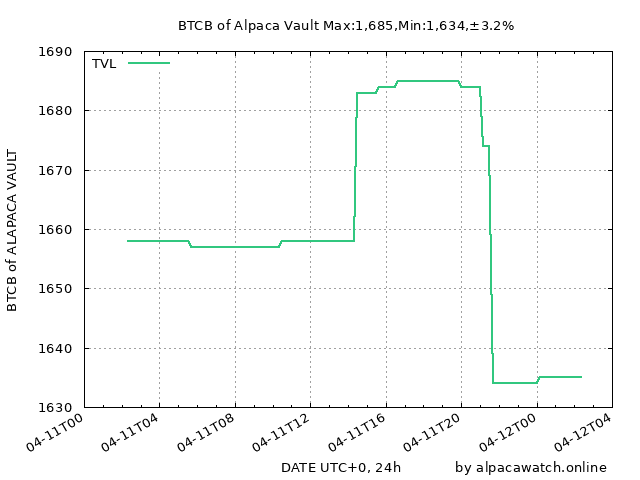 BTCB of Alpaca Vault Max:1,685,Min:1,634,±3.2%
TVL
BTCB of ALAPACA VAULT
1690
1680
1670
1660
1650
1640
1630
04-11T00
04-11T04
04-11T08
04-11T12
04-11T16
04-11T20
04-12T00
04-12T04
DATE UTC+0, 24h
by alpacawatch.online